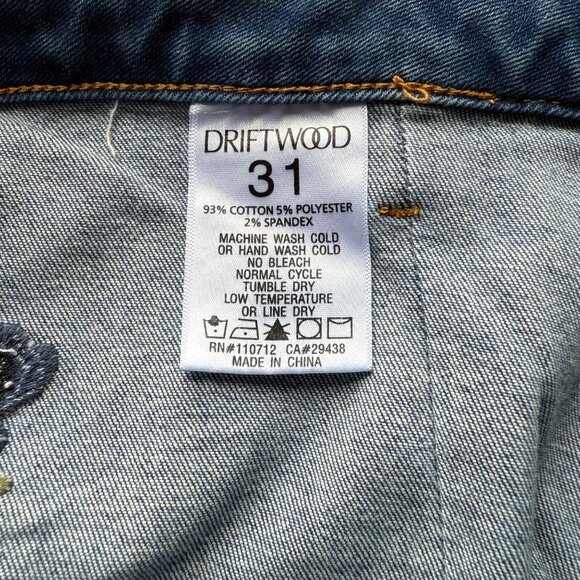 DRIFTWOOD
31
93% COTTON 5% POLYESTER
2% SPANDEX
MACHINE WASH COLD
OR HAND WASH COLD
NO BLEACH
NORMAL CYCLE
TUMBLE DRY
LOW TEMPERATURE
OR LINE DRY
RN#110712 CA#29438
MADE IN CHINA